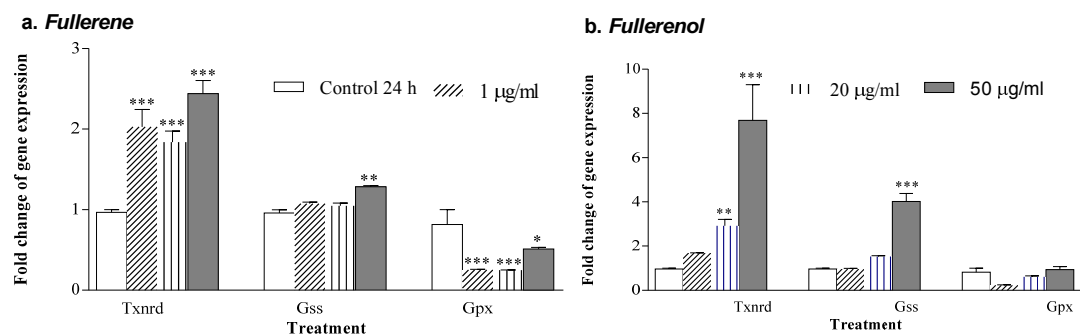 a. Fullerene
Fold change of gene expression
3
2
1
0
Control 24 h
1 µg/ml
***
***
***
**
***
***
*
Txnrd
Gss
Gpx
Treatment
b. Fullerenol
Fold change of gene expression
10
8
6
4
2
0
20 µg/ml
50 µg/ml
**
***
***
Txnrd
Gss
Gpx
Treatment